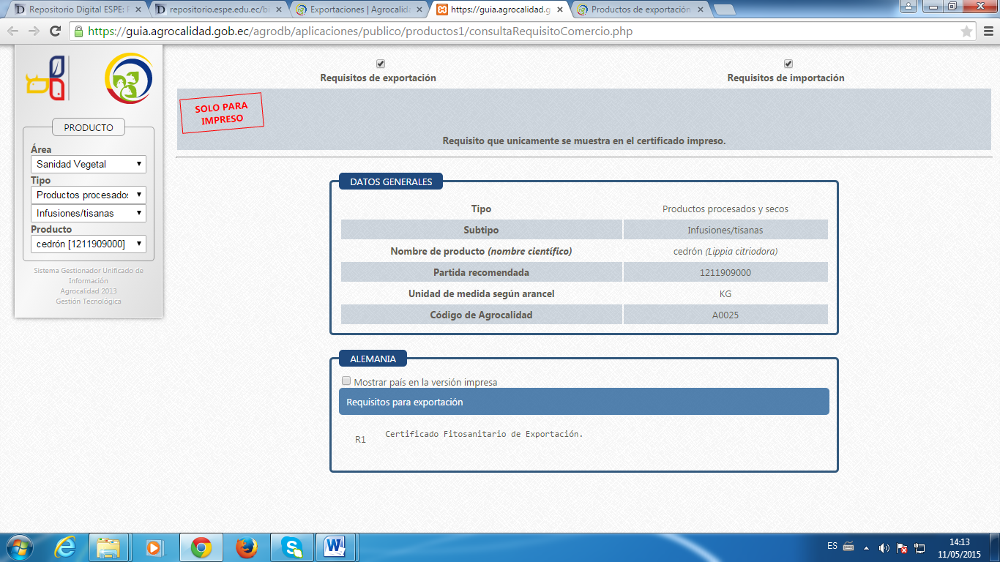 Repositorio Digital ESPE: F
repositorio.espe.edu.ec/bi
Exportaciones | Agrocalida
https://guia.agrocalidad.g
Productos de exportación
https://guia.agrocalidad.gob.ec/agrodb/aplicaciones/publico/productos1/consultaRequisitoComercio.php
PRODUCTO
Área
Sanidad Vegetal
Tipo
Productos procesados
Infusiones/tisanas
Producto
cedrón [1211909000]
Sistema Gestionador Unificado de
Información
Agrocalidad 2013
Gestión Tecnológica
Requisitos de exportación
Requisitos de importación
SOLO PARA
IMPRESO
Requisito que unicamente se muestra en el certificado impreso.
DATOS GENERALES
Tipo Productos procesados y secos
Subtipo Infusiones/tisanas
Nombre de producto (nombre científico) cedrón (Lippia citriodora)
Partida recomendada 1211909000
Unidad de medida según arancel KG
Código de Agrocalidad A0025
ALEMANIA
Mostrar país en la versión impresa
Requisitos para exportación
R1 Certificado Fitosanitario de Exportación.
ES
14:13
11/05/2015